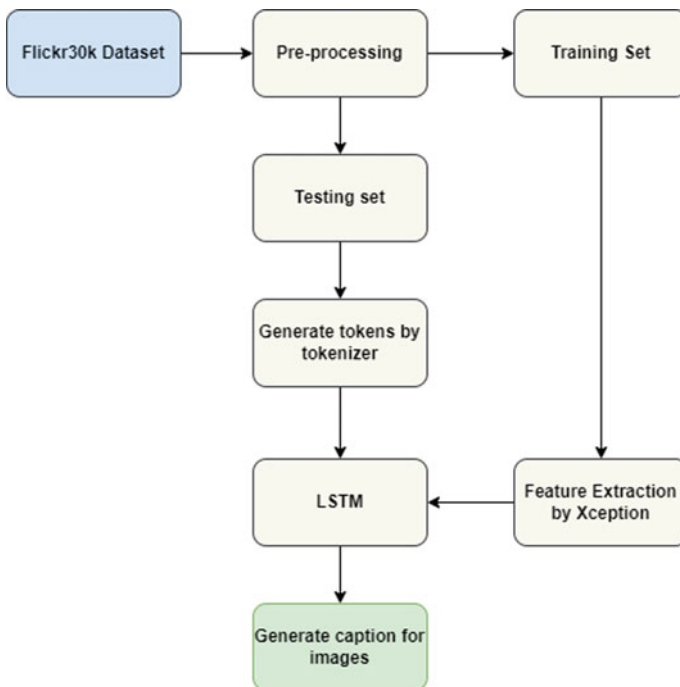 Flickr30k Dataset
Pre-processing
Training Set
Testing set
Generate tokens by
tokenizer
LSTM
Feature Extraction
by Xception
Generate caption for
images